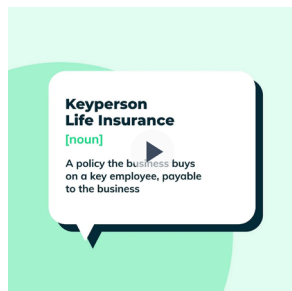 Keyperson
Life Insurance
[noun]
A policy the business buys
on a key employee, payable
to the business